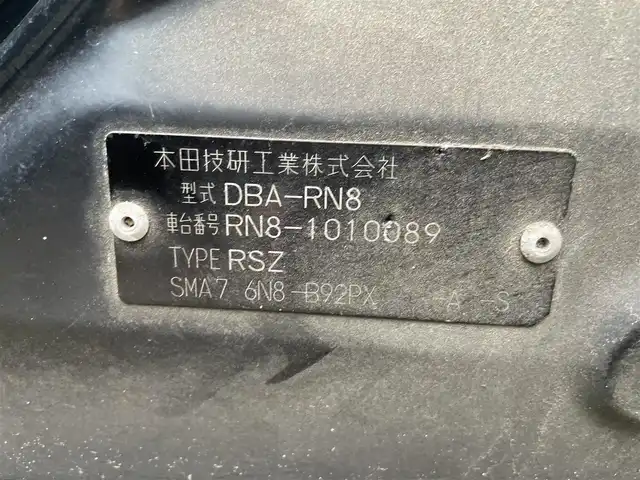 本田技研工業株式会社
型式 DBA-RN8
車台番号 RN8-1010089
TYPE RSZ
SMA7 6N8-B92PX -A -S